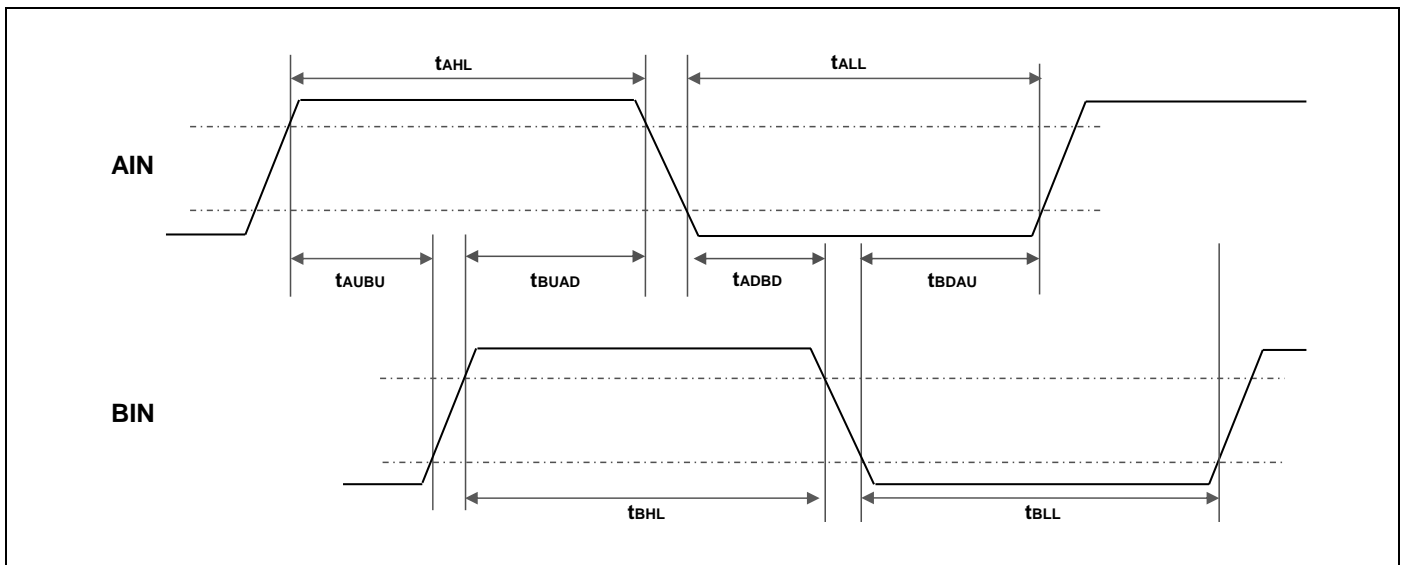 tAHL tALL
AIN
tAUBU tBUAD tADBD tBDAU
BIN
tBHL tBLL